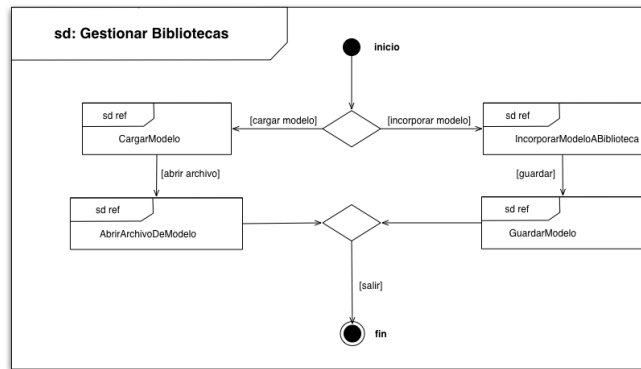 sd: Gestionar Bibliotecas
inicio
sd ref
[cargar modelo]
[incorporar modelo]
sd ref
CargarModelo
IncorporarModeloABiblioteca
[abrir archivo]
[guardar]
sd ref
sd ref
AbrirArchivoDeModelo
GuardarModelo
[salir]
fin